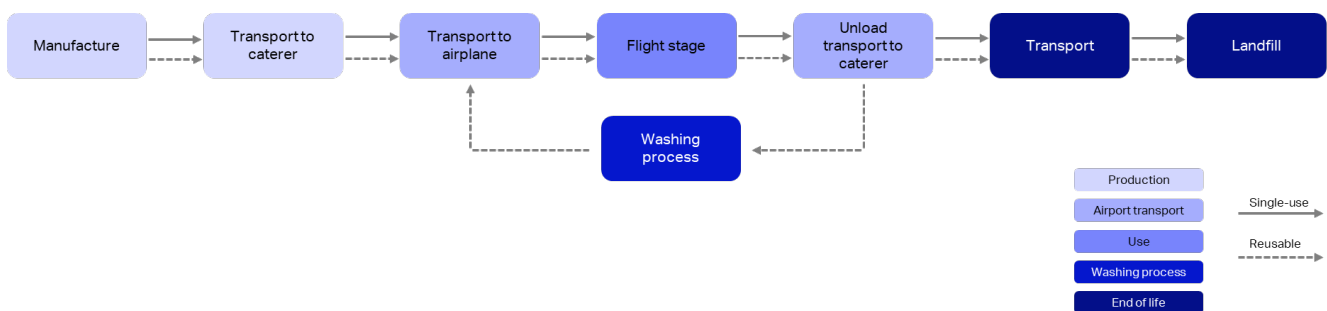 Manufacture
Transport to
caterer
Transport to
airplane
Flight stage
Unload
transport to
caterer
Transport
Landfill
Washing
process
Production
Airport transport
Use
Washing process
End of life
Single-use
Reusable